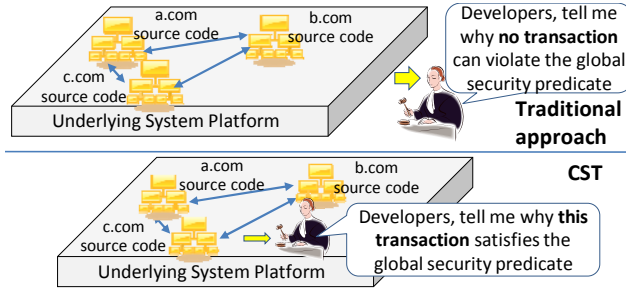 a.com
source code
b.com
source code
c.com
source code
Underlying System Platform
Developers, tell me
why no transaction
can violate the global
security predicate
Traditional
approach
CST
a.com
source code
b.com
source code
c.com
source code
Developers, tell me why this
transaction satisfies the
global security predicate
Underlying System Platform